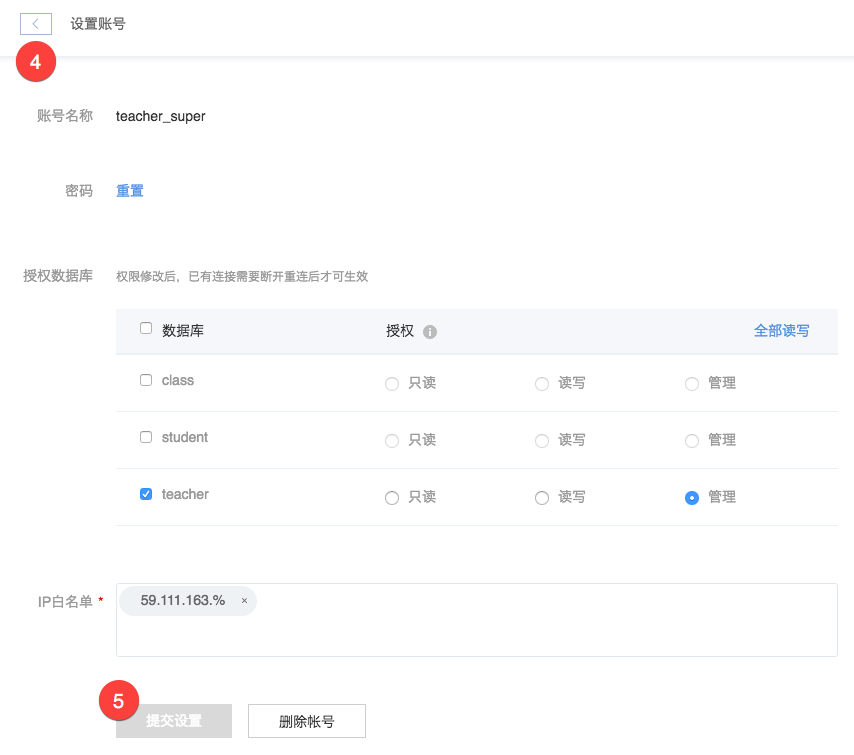 设置账号
4
账号名称 teacher_super
密码 重置
授权数据库 权限修改后，已有连接需要断开重连后才可生效
数据库 授权 全部读写
class 只读 读写 管理
student 只读 读写 管理
teacher 只读 读写 管理
IP白名单 * 59.111.163.% ×
5
提交设置 删除帐号